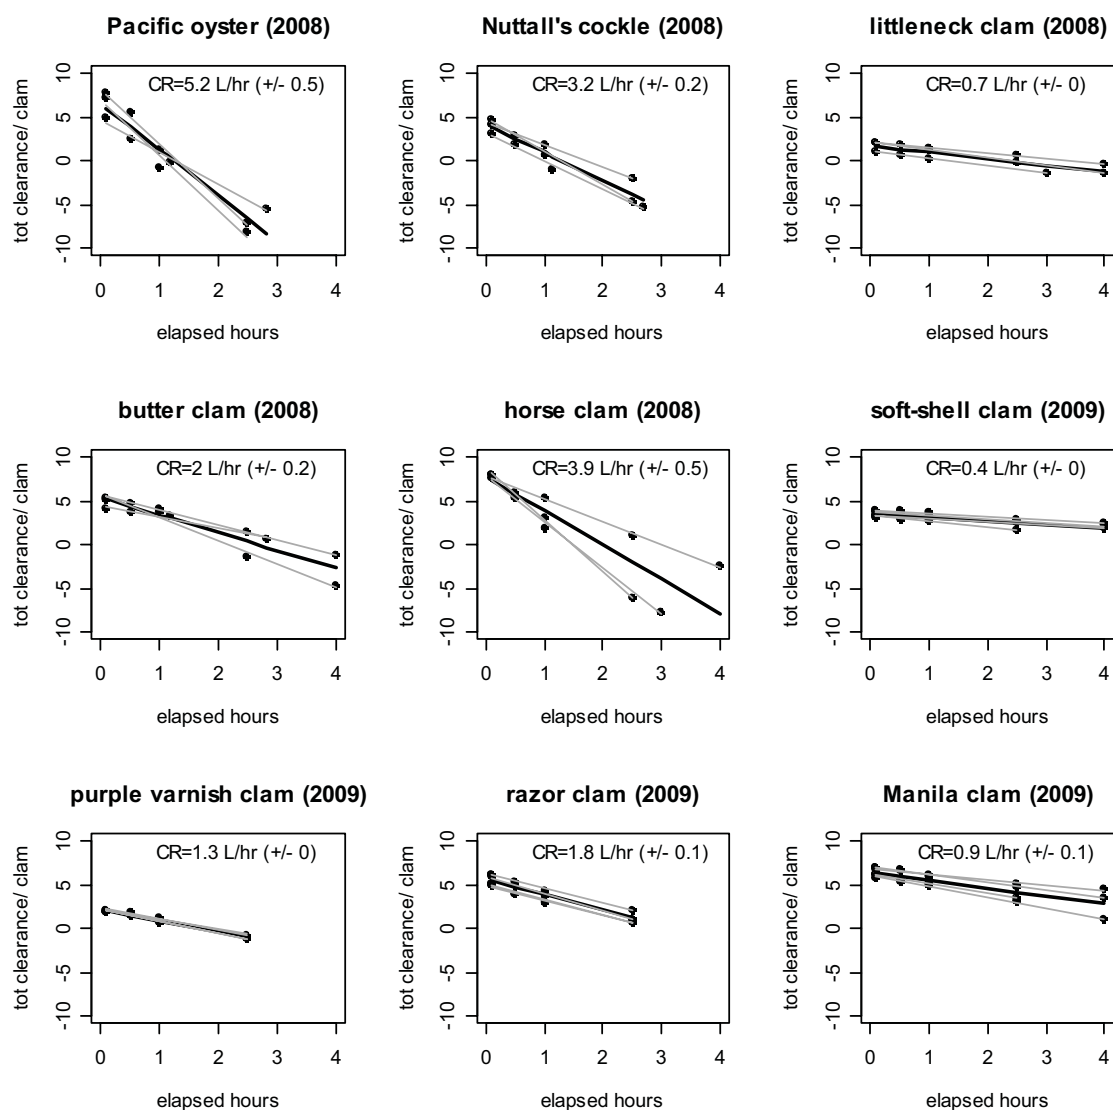 Pacific oyster (2008)
CR=5.2 L/hr (+/- 0.5)
tot clearance/ clam
10
5
0
-5
-10
0 1 2 3 4
elapsed hours
Nuttall's cockle (2008)
CR=3.2 L/hr (+/- 0.2)
tot clearance/ clam
10
5
0
-5
-10
0 1 2 3 4
elapsed hours
littleneck clam (2008)
CR=0.7 L/hr (+/- 0)
tot clearance/ clam
10
5
0
-5
-10
0 1 2 3 4
elapsed hours
butter clam (2008)
CR=2 L/hr (+/- 0.2)
tot clearance/ clam
10
5
0
-5
-10
0 1 2 3 4
elapsed hours
horse clam (2008)
CR=3.9 L/hr (+/- 0.5)
tot clearance/ clam
10
5
0
-5
-10
0 1 2 3 4
elapsed hours
soft-shell clam (2009)
CR=0.4 L/hr (+/- 0)
tot clearance/ clam
10
5
0
-5
-10
0 1 2 3 4
elapsed hours
purple varnish clam (2009)
CR=1.3 L/hr (+/- 0)
tot clearance/ clam
10
5
0
-5
-10
0 1 2 3 4
elapsed hours
razor clam (2009)
CR=1.8 L/hr (+/- 0.1)
tot clearance/ clam
10
5
0
-5
-10
0 1 2 3 4
elapsed hours
Manila clam (2009)
CR=0.9 L/hr (+/- 0.1)
tot clearance/ clam
10
5
0
-5
-10
0 1 2 3 4
elapsed hours